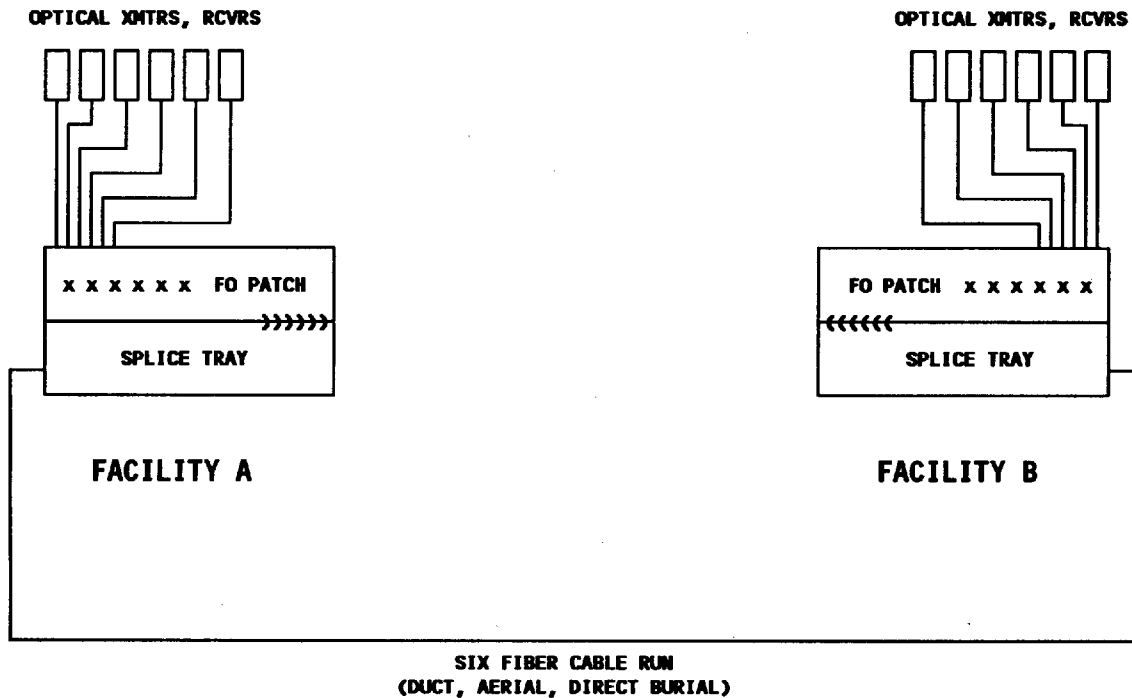 OPTICAL XMTRS, RCVRS
OPTICAL XMTRS, RCVRS
x x x x x x FO PATCH
FO PATCH x x x x x x
>>>>>>
<<<<<<
SPLICE TRAY
SPLICE TRAY
FACILITY A
FACILITY B
SIX FIBER CABLE RUN
(DUCT, AERIAL, DIRECT BURIAL)